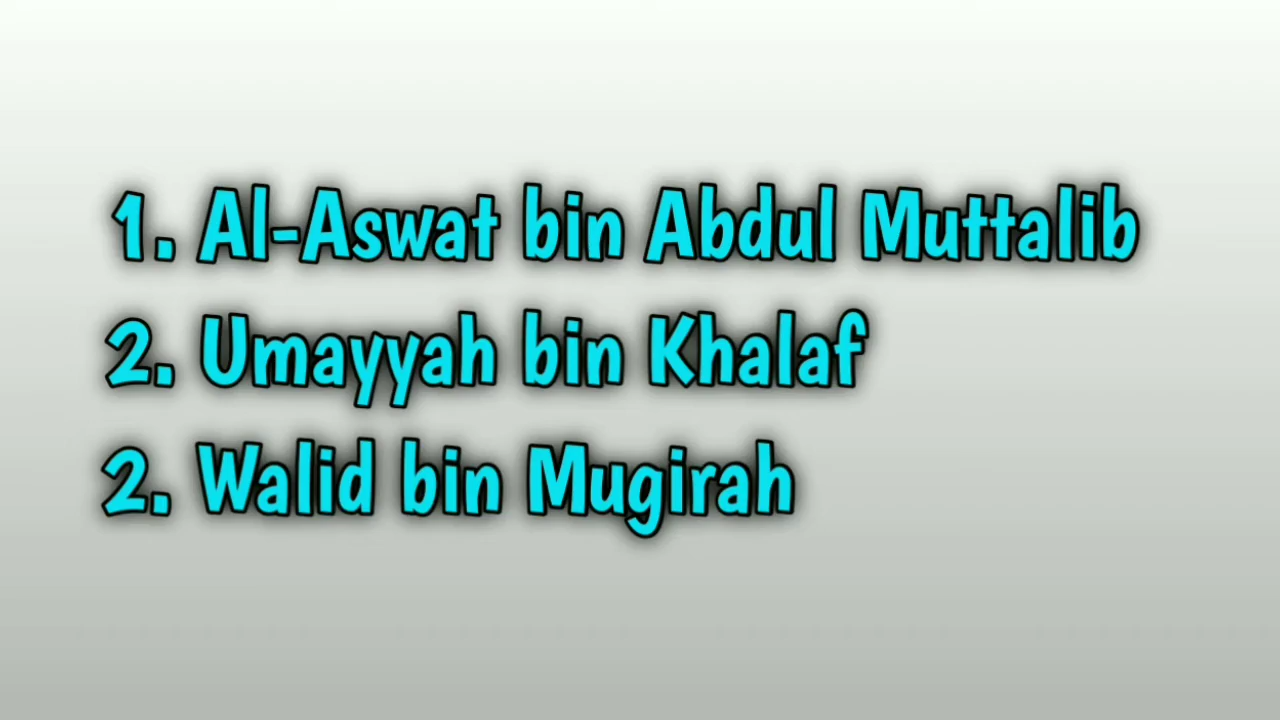 1. Al-Aswat bin Abdul Muttalib
2. Umayyah bin Khalaf
2. Walid bin Mugirah